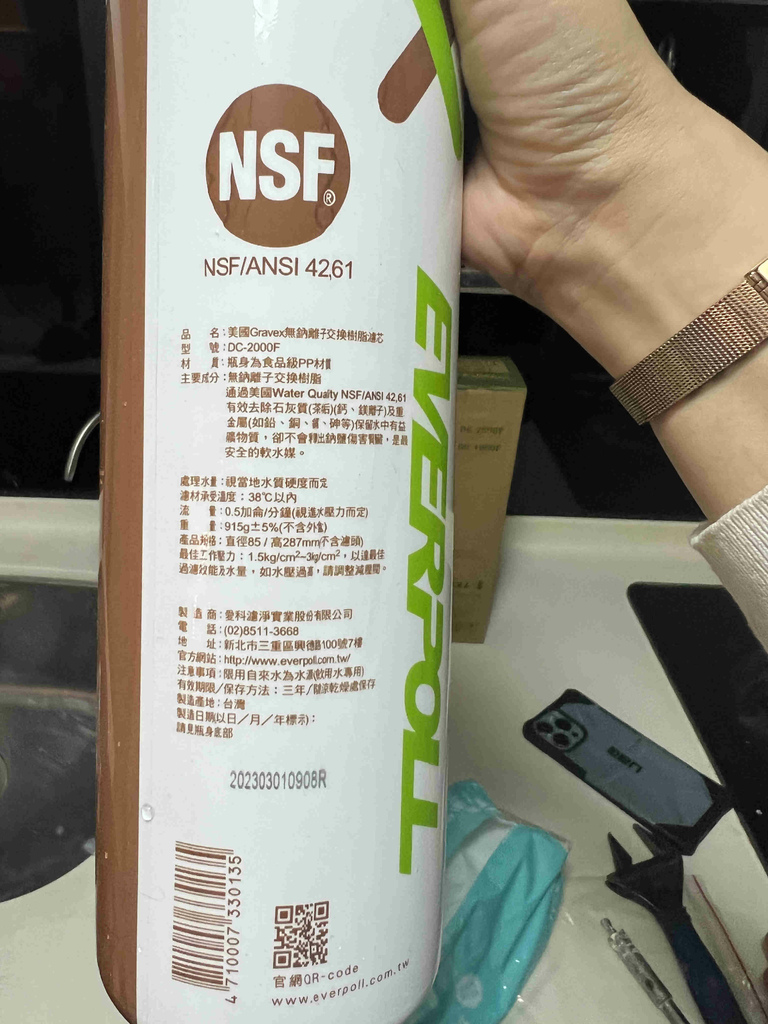 NSF®
NSF/ANSI 42,61
EVERPOLL
品 名:美國Gravex無鈉離子交換樹脂濾芯
型 號:DC-2000F
材 質:瓶身為食品級PP材質
主要成分:無鈉離子交換樹脂
通過美國Water Quality NSF/ANSI 42,61
有效去除石灰質(茶垢)(鈣、鎂離子)及重
金屬(如鉛、銅、鎘、砷等)保留水中有益
礦物質,卻不會釋出鈉鹽傷害腎臟,是最
安全的軟水媒。
處理水量:視當地水質硬度而定
濾材承受溫度:38°C以內
流 量:0.5加侖/分鐘(視進水壓力而定)
重 量:915g±5%(不含外盒)
產品規格:直徑85/高287mm(不含濾頭)
最佳工作壓力:1.5kg/cm²–3kg/cm²,以達最佳
過濾效能及水量,如水壓過高,請調整減壓閥。
製 造 商:愛科濾淨實業股份有限公司
電 話:(02)8511-3668
地 址:新北市三重區興德路100號7樓
官方網站:http://www.everpoll.com.tw/
注意事項:限用自來水為水源(飲用水專用)
有效期限/保存方法:三年/陰涼乾燥處保存
製造產地:台灣
製造日期(以日/月/年標示):
請見瓶身底部
202303010908R
4 710007 330135
官網QR-code
www.everpoll.com.tw